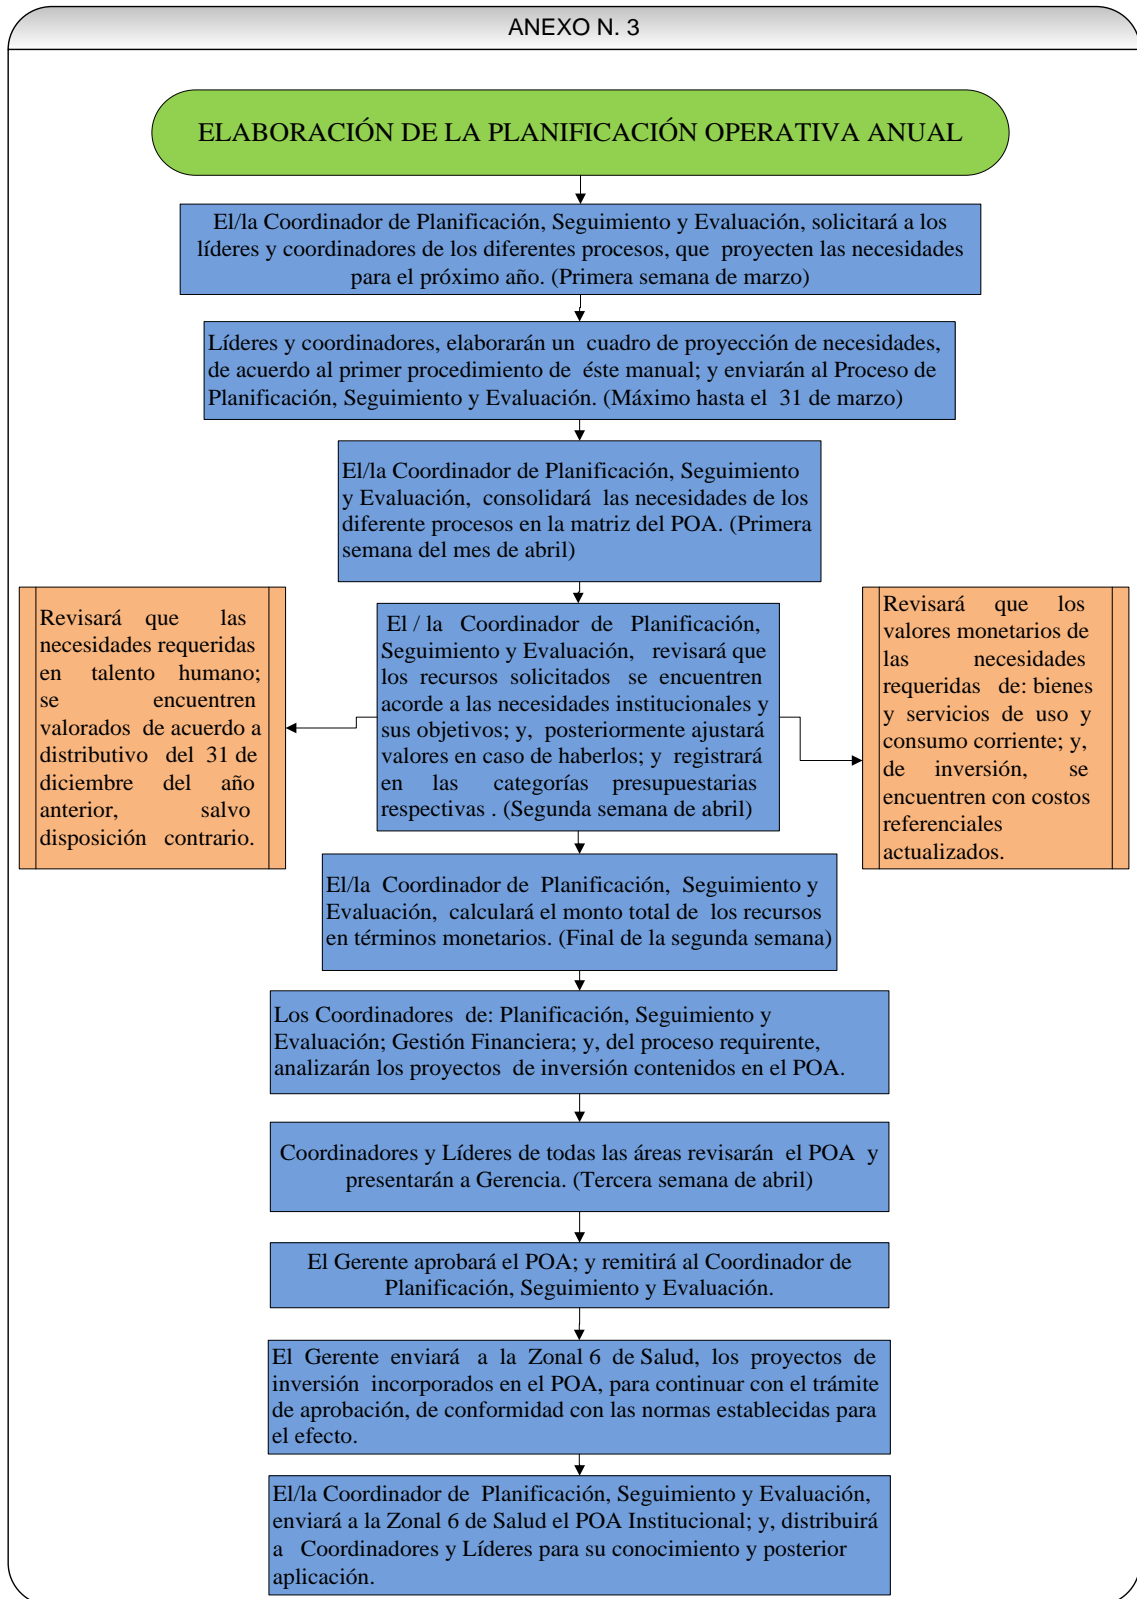 ANEXO N. 3
ELABORACIÓN DE LA PLANIFICACIÓN OPERATIVA ANUAL
El/la Coordinador de Planificación, Seguimiento y Evaluación, solicitará a los
líderes y coordinadores de los diferentes procesos, que proyecten las necesidades
para el próximo año. (Primera semana de marzo)
Líderes y coordinadores, elaborarán un cuadro de proyección de necesidades,
de acuerdo al primer procedimiento de éste manual; y enviarán al Proceso de
Planificación, Seguimiento y Evaluación. (Máximo hasta el 31 de marzo)
El/la Coordinador de Planificación, Seguimiento
y Evaluación, consolidará las necesidades de los
diferente procesos en la matriz del POA. (Primera
semana del mes de abril)
Revisará que las
necesidades requeridas
en talento humano;
se encuentren
valorados de acuerdo a
distributivo del 31 de
diciembre del año
anterior, salvo
disposición contrario.
El / la Coordinador de Planificación,
Seguimiento y Evaluación, revisará que
los recursos solicitados se encuentren
acorde a las necesidades institucionales y
sus objetivos; y, posteriormente ajustará
valores en caso de haberlos; y registrará
en las categorías presupuestarias
respectivas . (Segunda semana de abril)
Revisará que los
valores monetarios de
las necesidades
requeridas de: bienes
y servicios de uso y
consumo corriente; y,
de inversión, se
encuentren con costos
referenciales
actualizados.
El/la Coordinador de Planificación, Seguimiento y
Evaluación, calculará el monto total de los recursos
en términos monetarios. (Final de la segunda semana)
Los Coordinadores de: Planificación, Seguimiento y
Evaluación; Gestión Financiera; y, del proceso requirente,
analizarán los proyectos de inversión contenidos en el POA.
Coordinadores y Líderes de todas las áreas revisarán el POA y
presentarán a Gerencia. (Tercera semana de abril)
El Gerente aprobará el POA; y remitirá al Coordinador de
Planificación, Seguimiento y Evaluación.
El Gerente enviará a la Zonal 6 de Salud, los proyectos de
inversión incorporados en el POA, para continuar con el trámite
de aprobación, de conformidad con las normas establecidas para
el efecto.
El/la Coordinador de Planificación, Seguimiento y Evaluación,
enviará a la Zonal 6 de Salud el POA Institucional; y, distribuirá
a Coordinadores y Líderes para su conocimiento y posterior
aplicación.